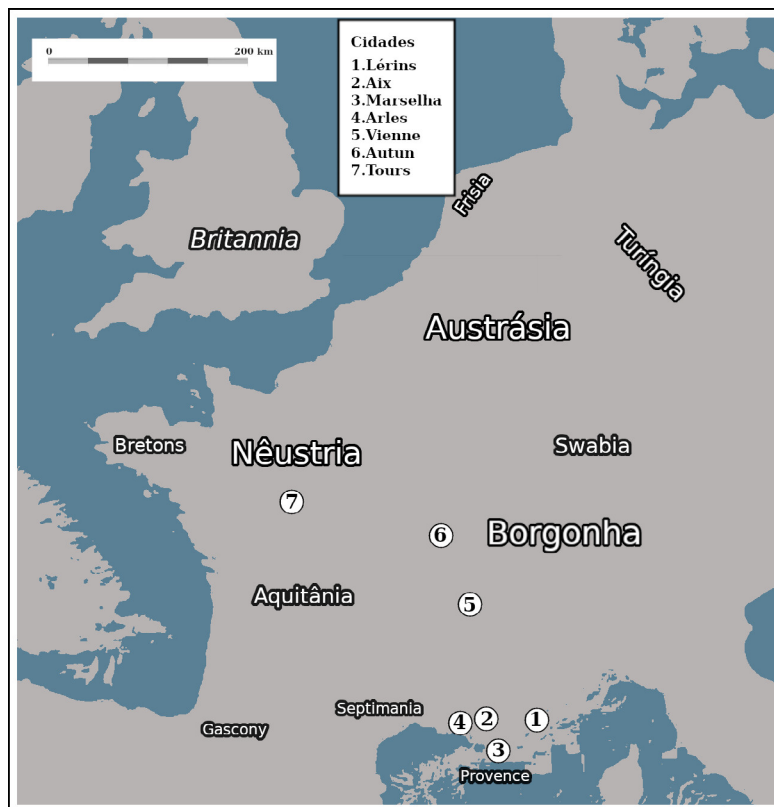 0 200 km
Cidades
1.Lérins
2.Aix
3.Marselha
4.Arles
5.Vienne
6.Autun
7.Tours
Frisia
Britannia
Turíngia
Austrásia
Bretons
Nêustria
Swabia
7
6
Borgonha
Aquitânia
5
Septimania
4
2
1
Gascony
3
Provence